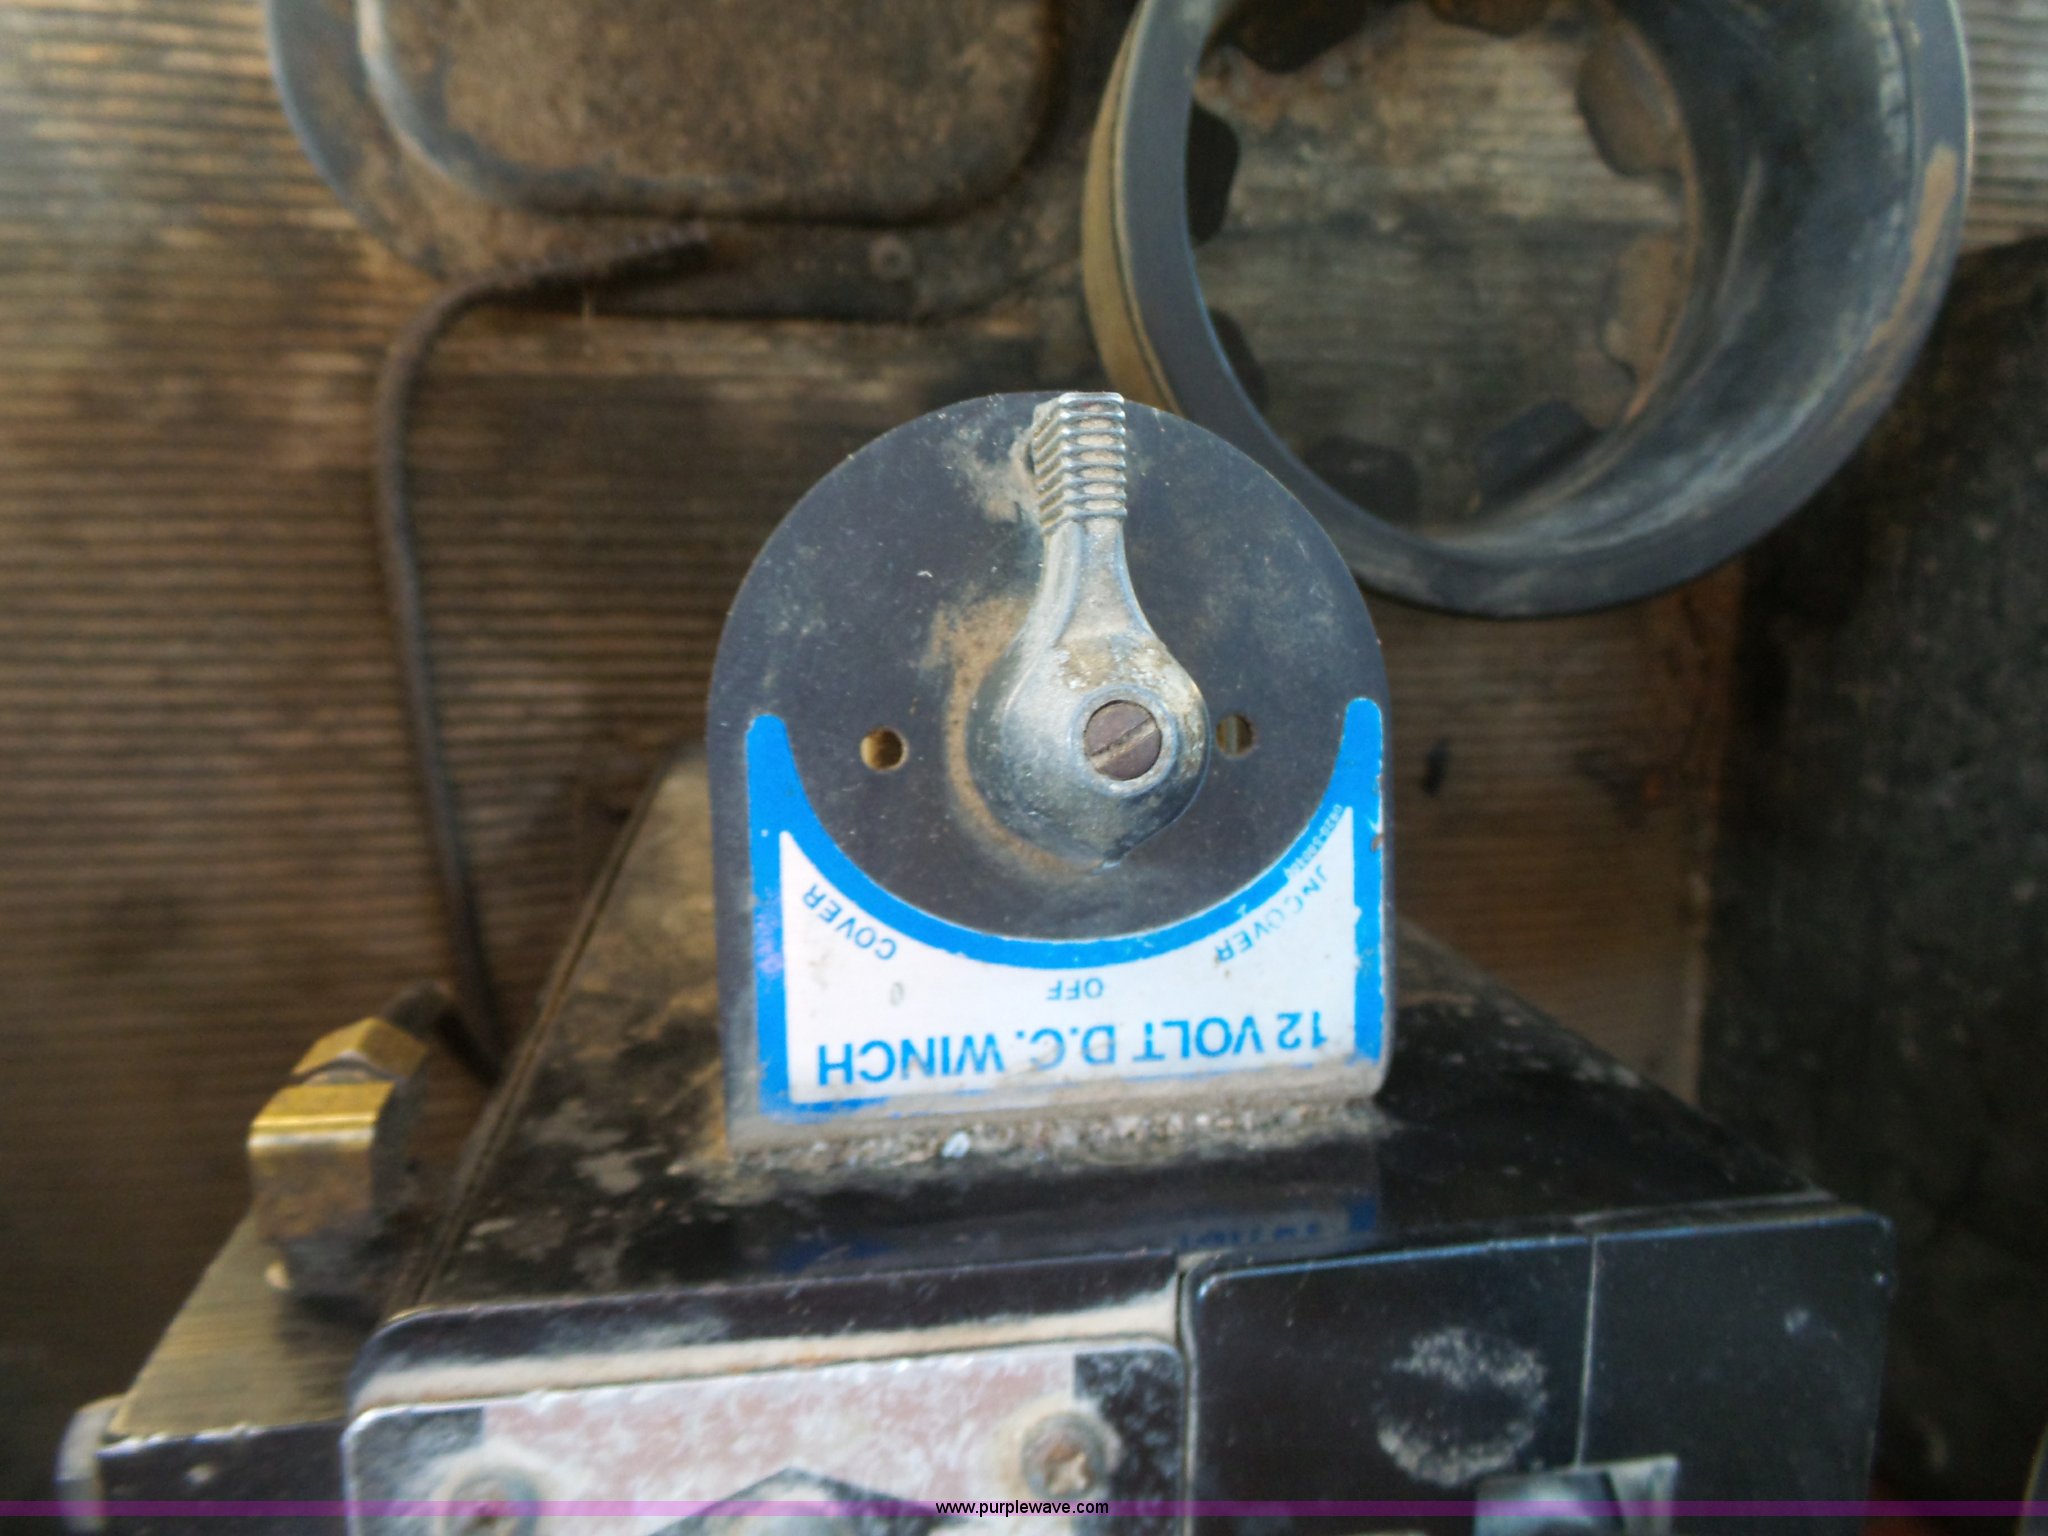 12 VOLT D.C. WINCH
OFF
UNCOVER
COVER
www.purplewave.com